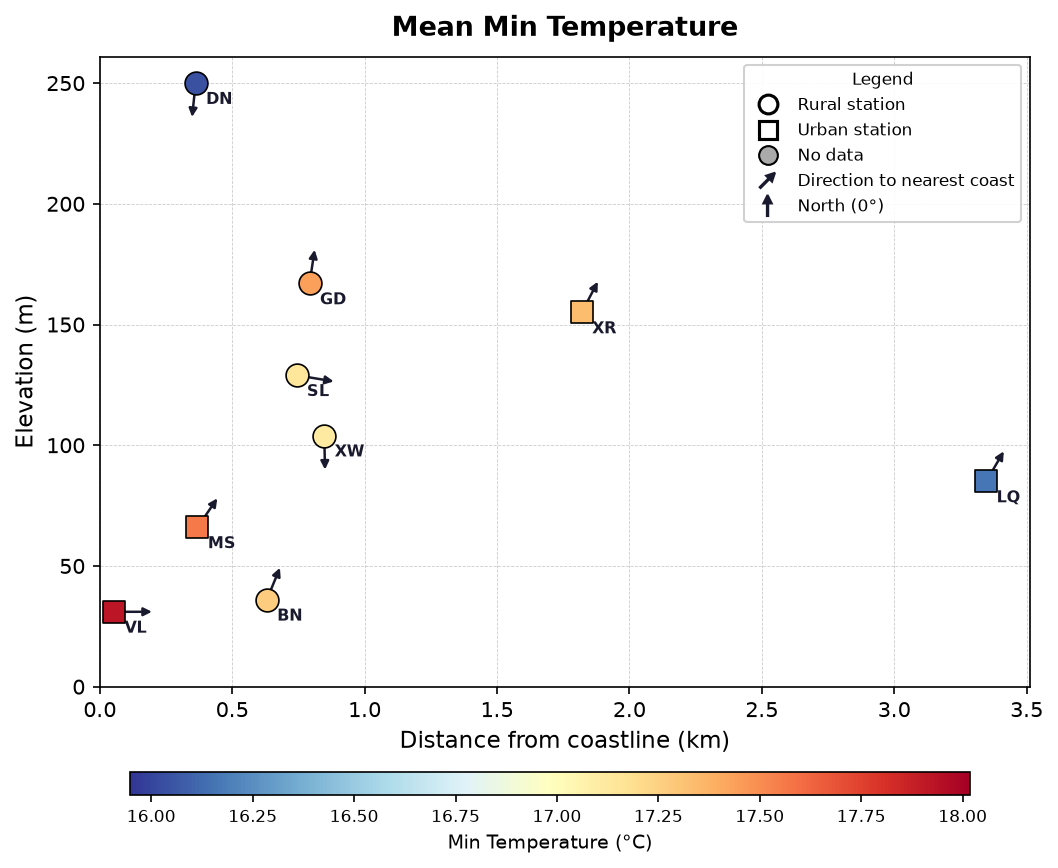 Mean Min Temperature
Legend
Rural station
Urban station
No data
Direction to nearest coast
North (0°)
Elevation (m)
250
200
150
100
50
0
DN
GD
XR
SL
XW
LQ
MS
BN
VL
0.0 0.5 1.0 1.5 2.0 2.5 3.0 3.5
Distance from coastline (km)
16.00 16.25 16.50 16.75 17.00 17.25 17.50 17.75 18.00
Min Temperature (°C)